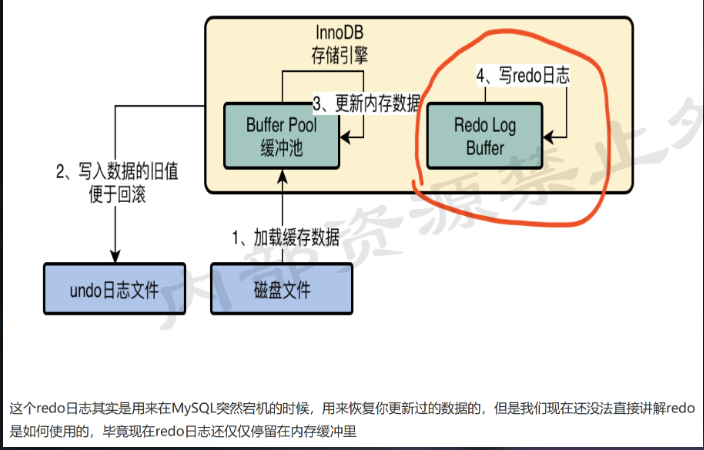 InnoDB
存储引擎
4、写redo日志
3、更新内存数据
Buffer Pool
缓冲池
Redo Log
Buffer
2、写入数据的旧值
便于回滚
1、加载缓存数据
undo日志文件
磁盘文件
内部资源禁止
这个redo日志其实是用来在MySQL突然宕机的时候，用来恢复你更新过的数据的，但是我们现在还没法直接讲解redo
是如何使用的，毕竟现在redo日志还仅仅停留在内存缓冲里